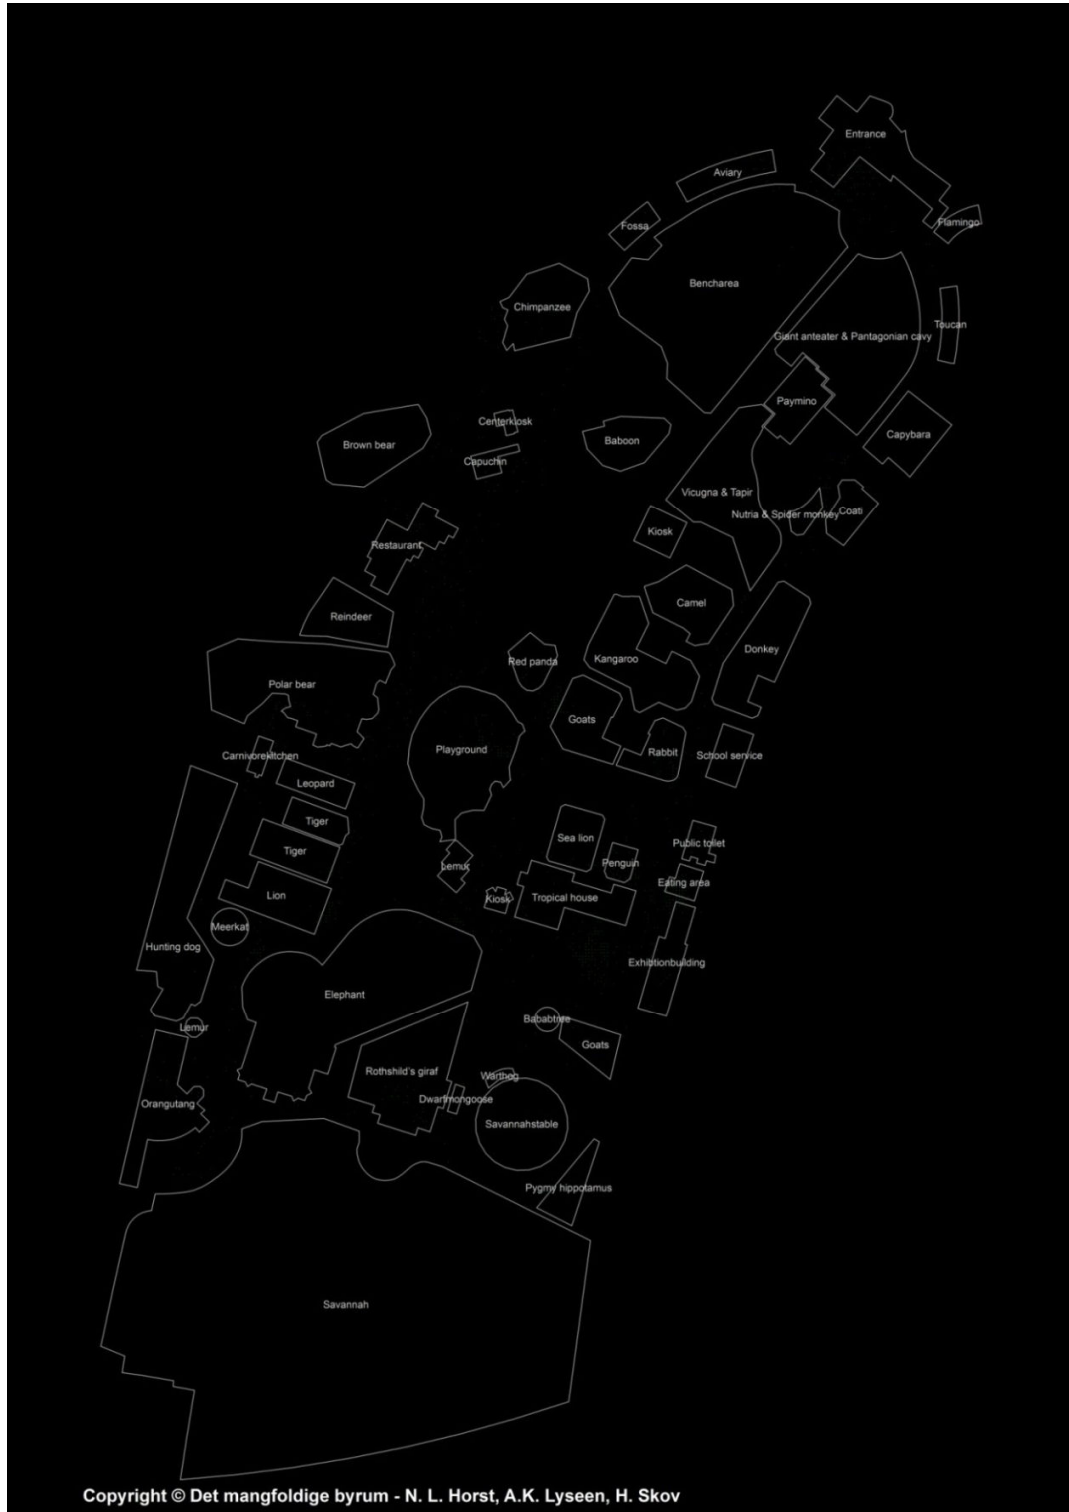 Entrance
Aviary
Flamingo
Fossa
Bencharea
Chimpanzee
Toucan
Giant anteater & Pantagonian cavy
Paymino
Centerkiosk
Capybara
Baboon
Brown bear
Capuchin
Vicugna & Tapir
Coati
Nutria & Spider monkey
Kiosk
Restaurant
Camel
Reindeer
Donkey
Kangaroo
Red panda
Polar bear
Goats
Playground
Rabbit
School service
Carnivorekitchen
Leopard
Tiger
Sea lion
Public toilet
Tiger
Penguin
Lemur
Eating area
Lion
Tropical house
Kiosk
Meerkat
Hunting dog
Exhibtionbuilding
Elephant
Bababtree
Lemur
Goats
Rothshild's giraf
Warthog
Dwarfmongoose
Orangutang
Savannahstable
Pygmy hippotamus
Savannah
Copyright © Det mangfoldige byrum - N. L. Horst, A.K. Lyseen, H. Skov